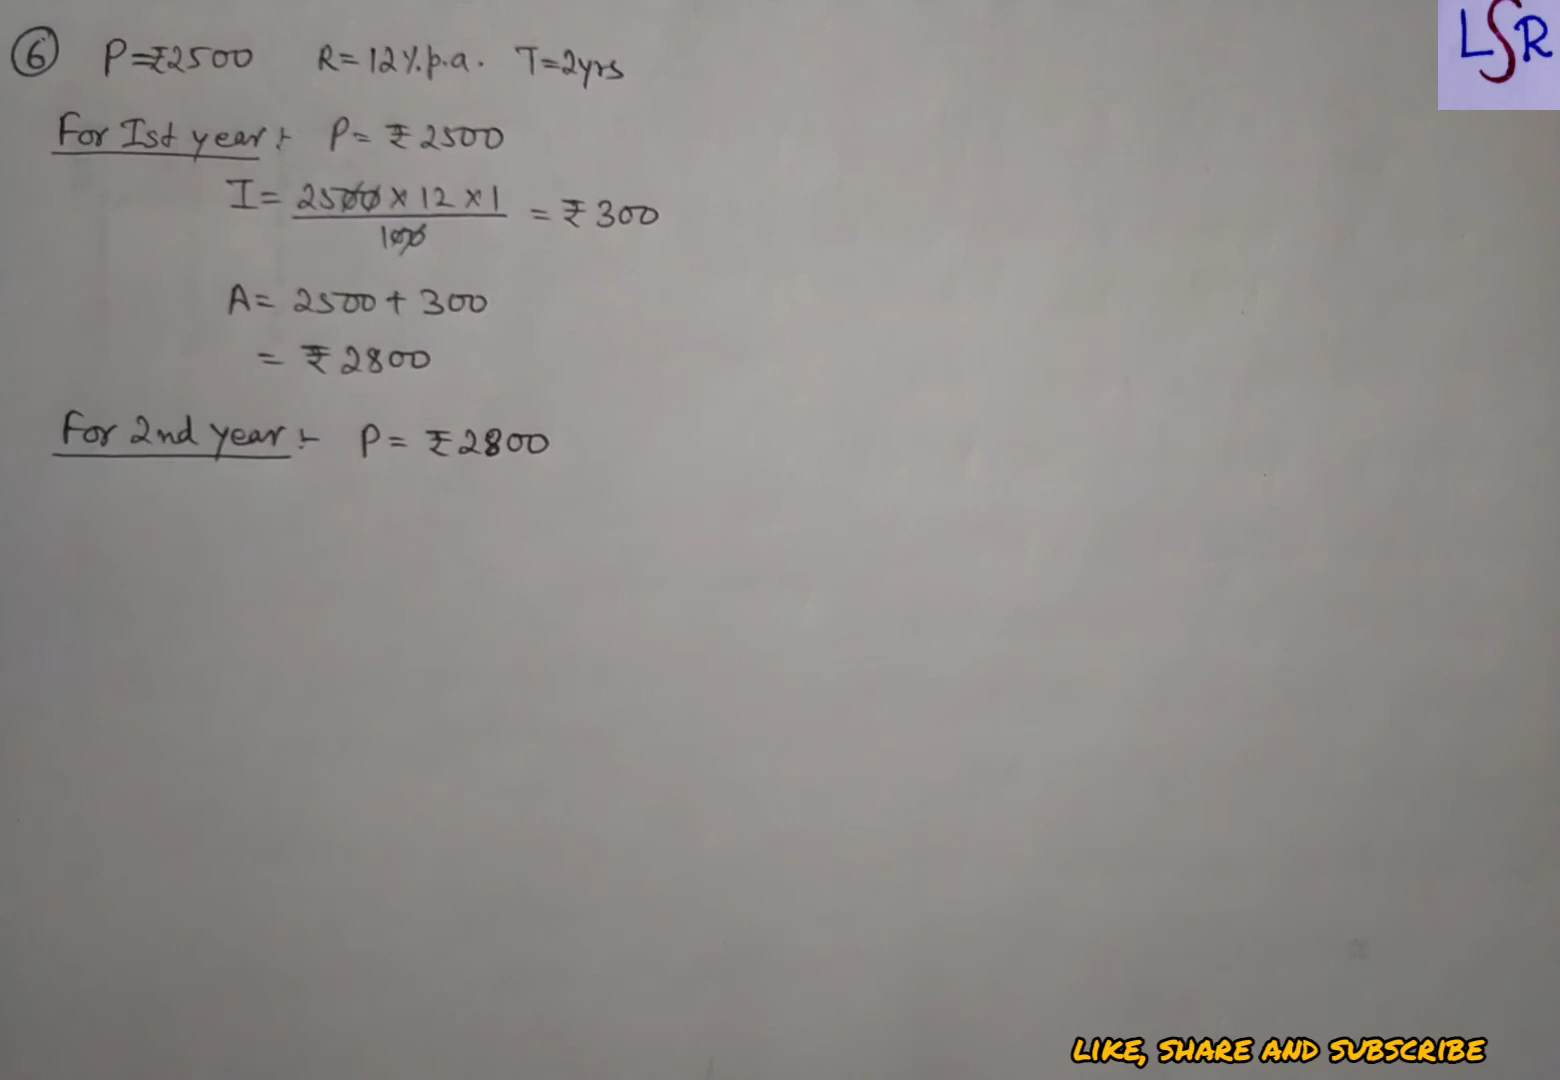 ⑥ P=₹2500 R=12%.p.a. T=2yrs
LSR
For Ist year:- P= ₹2500
I= 2500 × 12 × 1 = ₹300
100
A= 2500 + 300
= ₹2800
For 2nd year:- P= ₹2800
LIKE, SHARE AND SUBSCRIBE